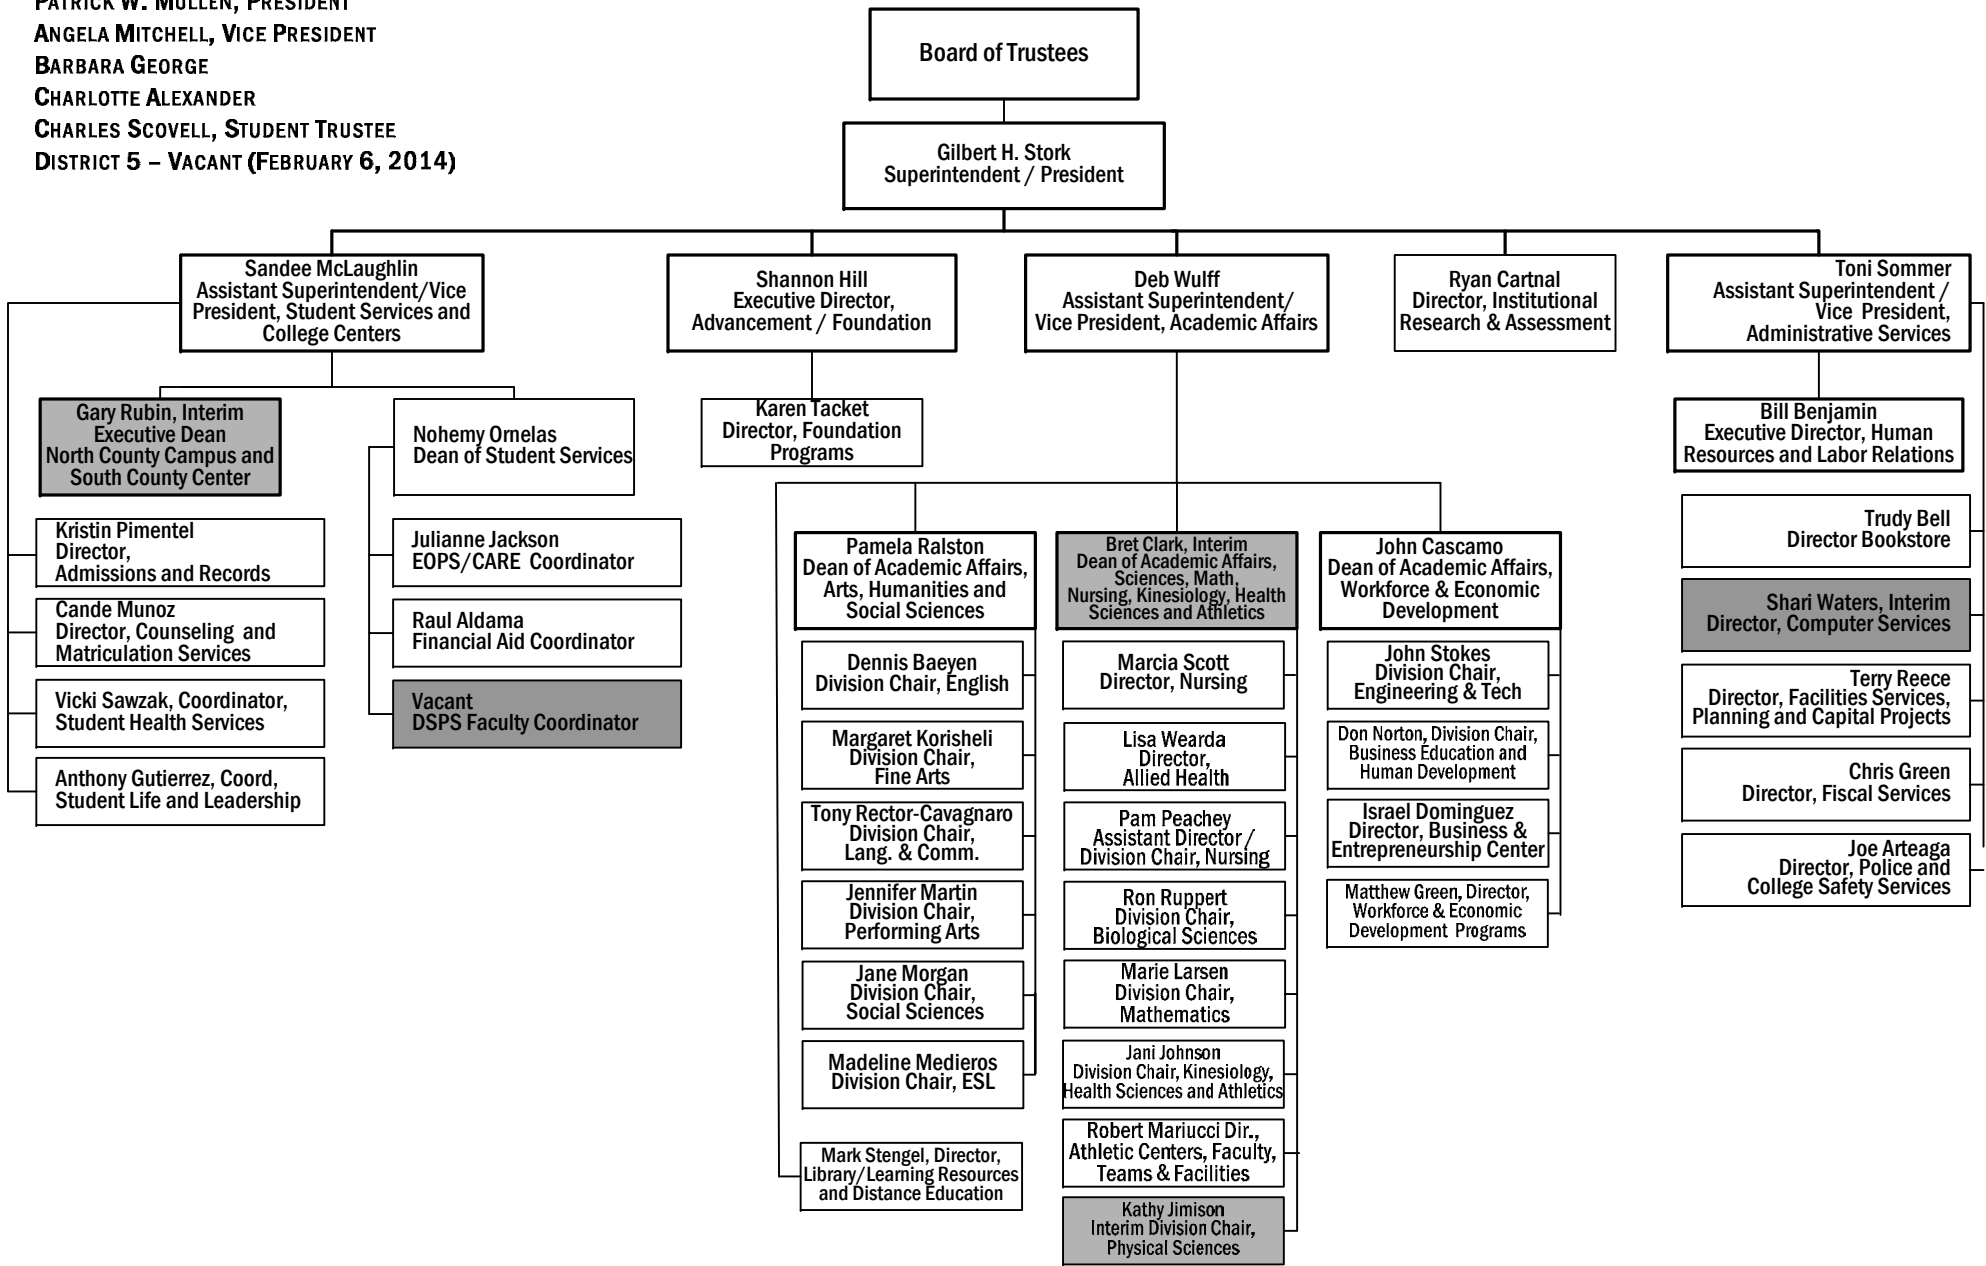 PATRICK W. MULLEN, PRESIDENT
ANGELA MITCHELL, VICE PRESIDENT
BARBARA GEORGE
CHARLOTTE ALEXANDER
CHARLES SCOVELL, STUDENT TRUSTEE
DISTRICT 5 – VACANT (FEBRUARY 6, 2014)
Board of Trustees
Gilbert H. Stork
Superintendent / President
Sandee McLaughlin
Assistant Superintendent/Vice
President, Student Services and
College Centers
Shannon Hill
Executive Director,
Advancement / Foundation
Deb Wulff
Assistant Superintendent/
Vice President, Academic Affairs
Ryan Cartnal
Director, Institutional
Research & Assessment
Toni Sommer
Assistant Superintendent /
Vice President,
Administrative Services
Gary Rubin, Interim
Executive Dean
North County Campus and
South County Center
Nohemy Ornelas
Dean of Student Services
Karen Tacket
Director, Foundation
Programs
Bill Benjamin
Executive Director, Human
Resources and Labor Relations
Kristin Pimentel
Director,
Admissions and Records
Cande Munoz
Director, Counseling and
Matriculation Services
Vicki Sawzak, Coordinator,
Student Health Services
Anthony Gutierrez, Coord,
Student Life and Leadership
Julianne Jackson
EOPS/CARE Coordinator
Raul Aldama
Financial Aid Coordinator
Vacant
DSPS Faculty Coordinator
Pamela Ralston
Dean of Academic Affairs,
Arts, Humanities and
Social Sciences
Dennis Baeyen
Division Chair, English
Margaret Korisheli
Division Chair,
Fine Arts
Tony Rector-Cavagnaro
Division Chair,
Lang. & Comm.
Jennifer Martin
Division Chair,
Performing Arts
Jane Morgan
Division Chair,
Social Sciences
Madeline Medieros
Division Chair, ESL
Mark Stengel, Director,
Library/Learning Resources
and Distance Education
Bret Clark, Interim
Dean of Academic Affairs,
Sciences, Math,
Nursing, Kinesiology, Health
Sciences and Athletics
Marcia Scott
Director, Nursing
Lisa Wearda
Director,
Allied Health
Pam Peachey
Assistant Director /
Division Chair, Nursing
Ron Ruppert
Division Chair,
Biological Sciences
Marie Larsen
Division Chair,
Mathematics
Jani Johnson
Division Chair, Kinesiology,
Health Sciences and Athletics
Robert Mariucci Dir.,
Athletic Centers, Faculty,
Teams & Facilities
Kathy Jimison
Interim Division Chair,
Physical Sciences
John Cascamo
Dean of Academic Affairs,
Workforce & Economic
Development
John Stokes
Division Chair,
Engineering & Tech
Don Norton, Division Chair,
Business Education and
Human Development
Israel Dominguez
Director, Business &
Entrepreneurship Center
Matthew Green, Director,
Workforce & Economic
Development Programs
Trudy Bell
Director Bookstore
Shari Waters, Interim
Director, Computer Services
Terry Reece
Director, Facilities Services,
Planning and Capital Projects
Chris Green
Director, Fiscal Services
Joe Arteaga
Director, Police and
College Safety Services